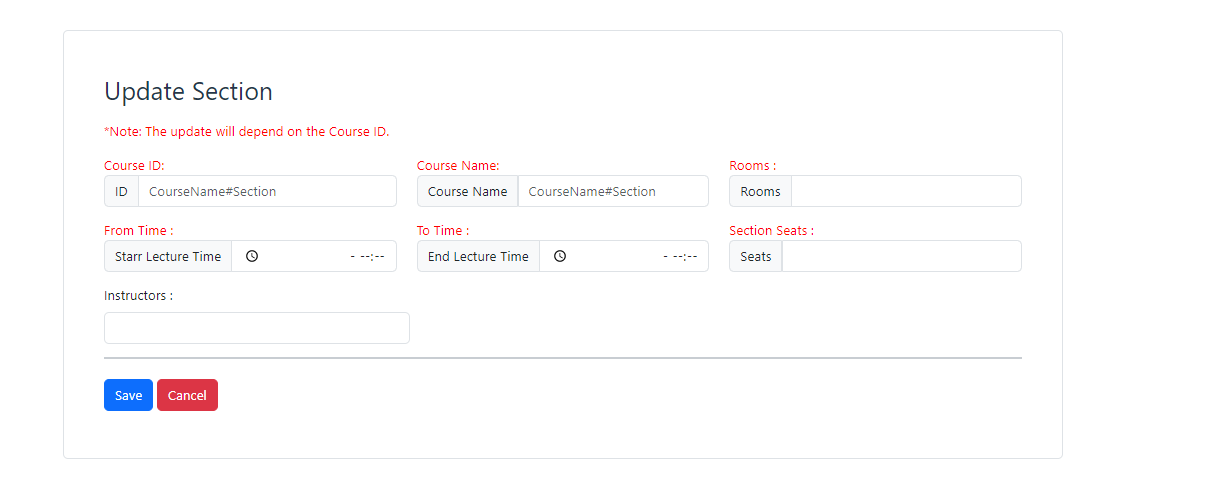 Update Section
*Note: The update will depend on the Course ID.
Course ID: Course Name: Rooms :
ID CourseName#Section Course Name CourseName#Section Rooms
From Time : To Time : Section Seats :
Starr Lecture Time - --:-- End Lecture Time - --:-- Seats
Instructors :
Save Cancel